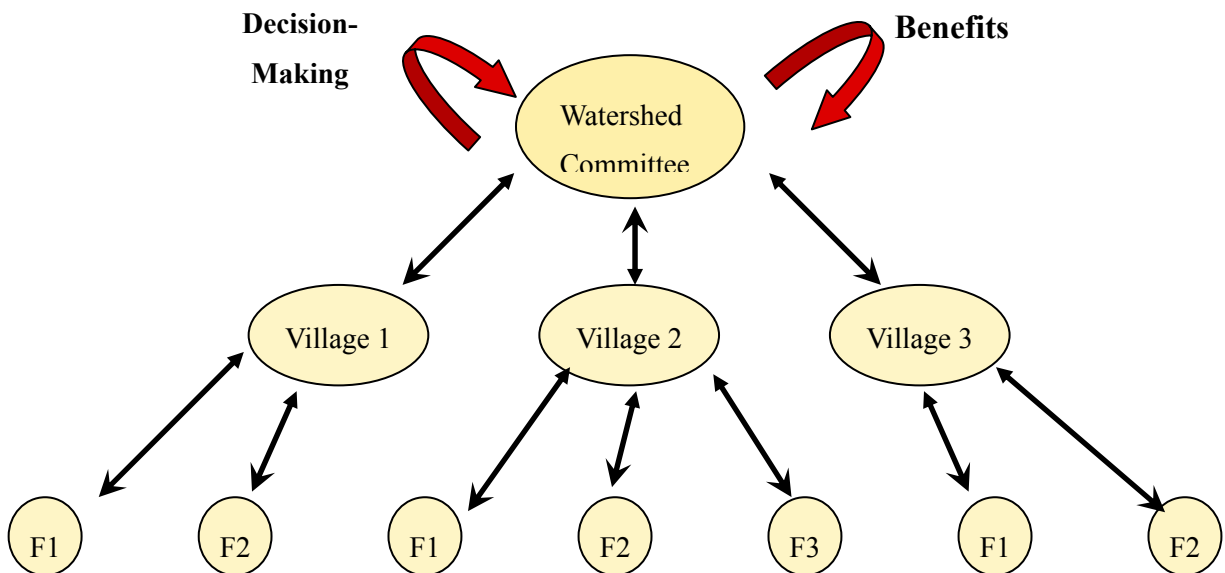 Decision-
Making
Benefits
Watershed
Committee
Village 1
Village 2
Village 3
F1
F2
F1
F2
F3
F1
F2